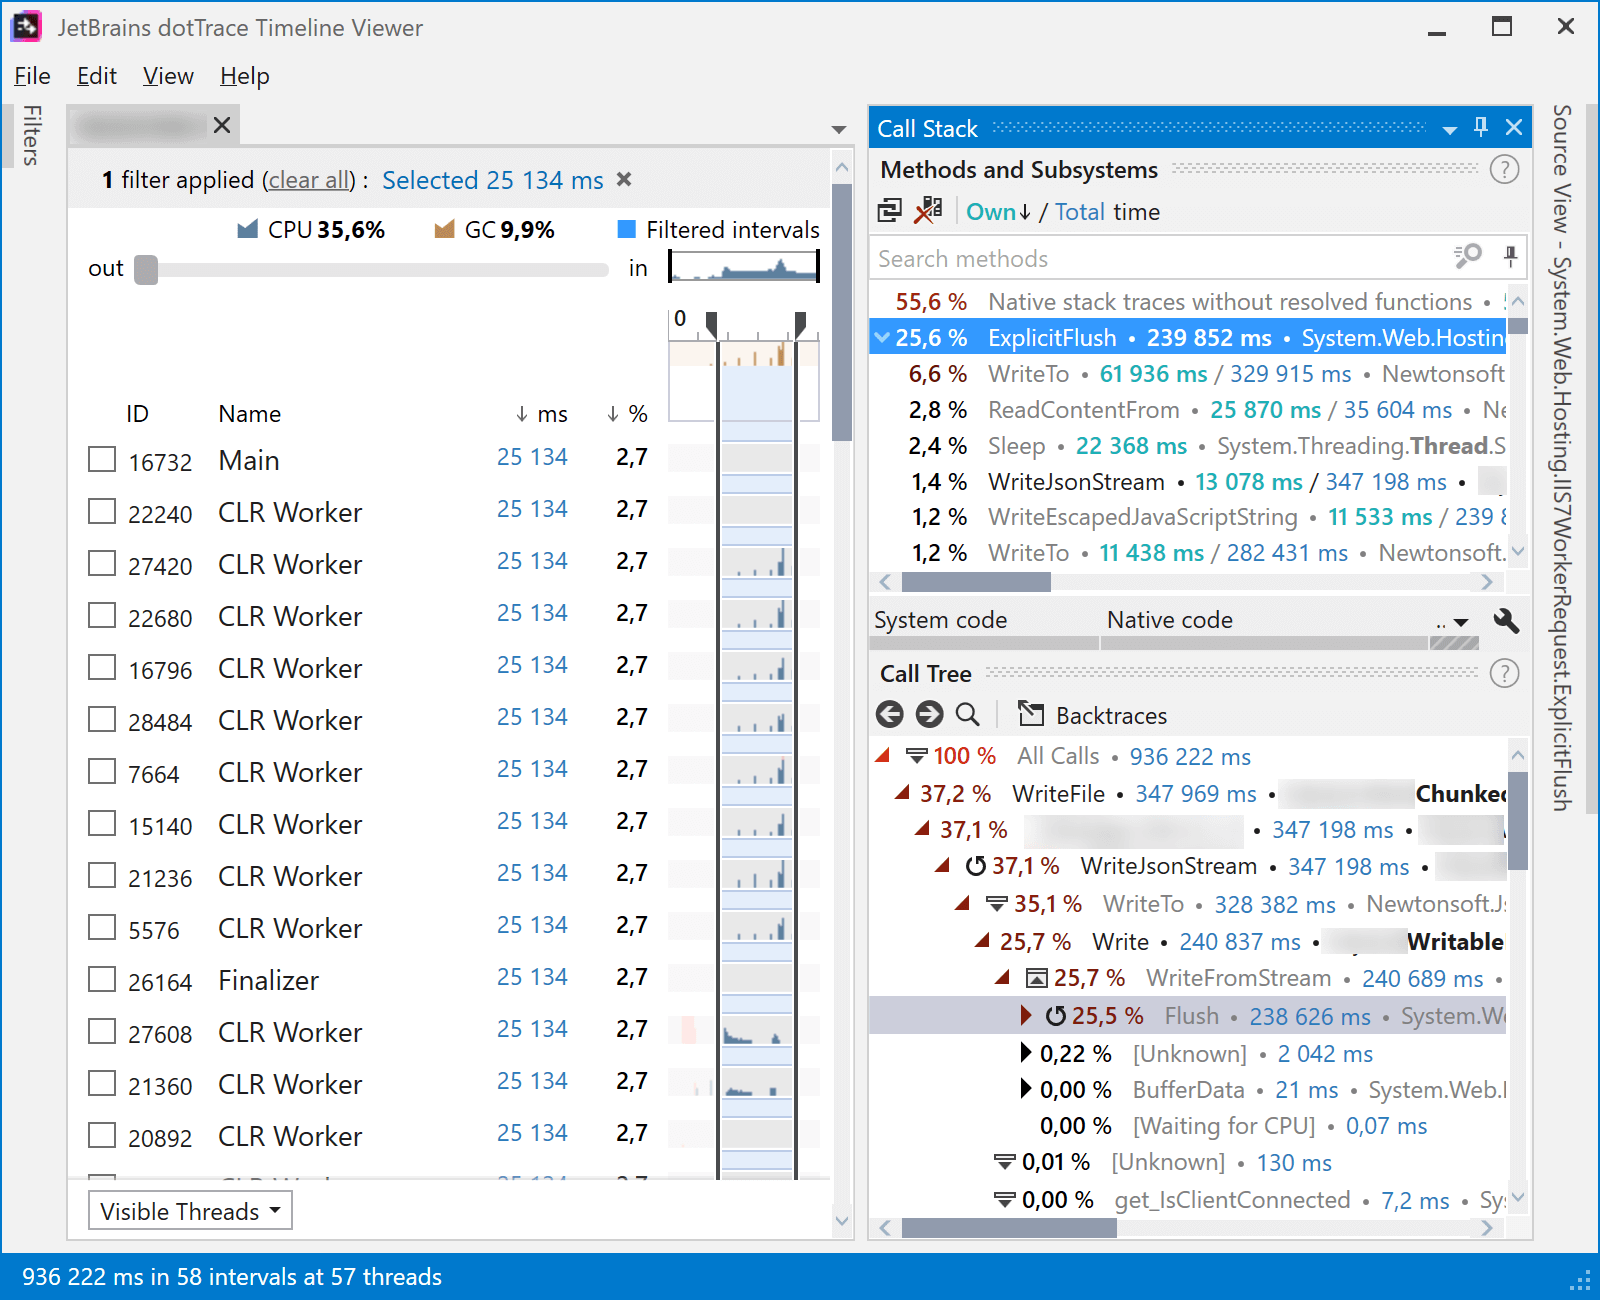 JetBrains dotTrace Timeline Viewer
File Edit View Help
Filters
1 filter applied (clear all) : Selected 25 134 ms
CPU 35,6% GC 9,9% Filtered intervals
out in
0
ID Name ↓ ms ↓ %
16732 Main 25 134 2,7
22240 CLR Worker 25 134 2,7
27420 CLR Worker 25 134 2,7
22680 CLR Worker 25 134 2,7
16796 CLR Worker 25 134 2,7
28484 CLR Worker 25 134 2,7
7664 CLR Worker 25 134 2,7
15140 CLR Worker 25 134 2,7
21236 CLR Worker 25 134 2,7
5576 CLR Worker 25 134 2,7
26164 Finalizer 25 134 2,7
27608 CLR Worker 25 134 2,7
21360 CLR Worker 25 134 2,7
20892 CLR Worker 25 134 2,7
Visible Threads
Call Stack
Methods and Subsystems ?
Own↓ / Total time
Search methods
55,6 % Native stack traces without resolved functions •
25,6 % ExplicitFlush • 239 852 ms • System.Web.Hosting
6,6 % WriteTo • 61 936 ms / 329 915 ms • Newtonsoft
2,8 % ReadContentFrom • 25 870 ms / 35 604 ms • Ne
2,4 % Sleep • 22 368 ms • System.Threading.Thread.S
1,4 % WriteJsonStream • 13 078 ms / 347 198 ms •
1,2 % WriteEscapedJavaScriptString • 11 533 ms / 239 8
1,2 % WriteTo • 11 438 ms / 282 431 ms • Newtonsoft.
System code Native code ..
Call Tree ?
Backtraces
100 % All Calls • 936 222 ms
37,2 % WriteFile • 347 969 ms • Chunked
37,1 % • 347 198 ms •
37,1 % WriteJsonStream • 347 198 ms •
35,1 % WriteTo • 328 382 ms • Newtonsoft.Js
25,7 % Write • 240 837 ms • Writable
25,7 % WriteFromStream • 240 689 ms •
25,5 % Flush • 238 626 ms • System.We
0,22 % [Unknown] • 2 042 ms
0,00 % BufferData • 21 ms • System.Web.I
0,00 % [Waiting for CPU] • 0,07 ms
0,01 % [Unknown] • 130 ms
0,00 % get_IsClientConnected • 7,2 ms • Sys
Source View - System.Web.Hosting.IIS7WorkerRequest.ExplicitFlush
936 222 ms in 58 intervals at 57 threads